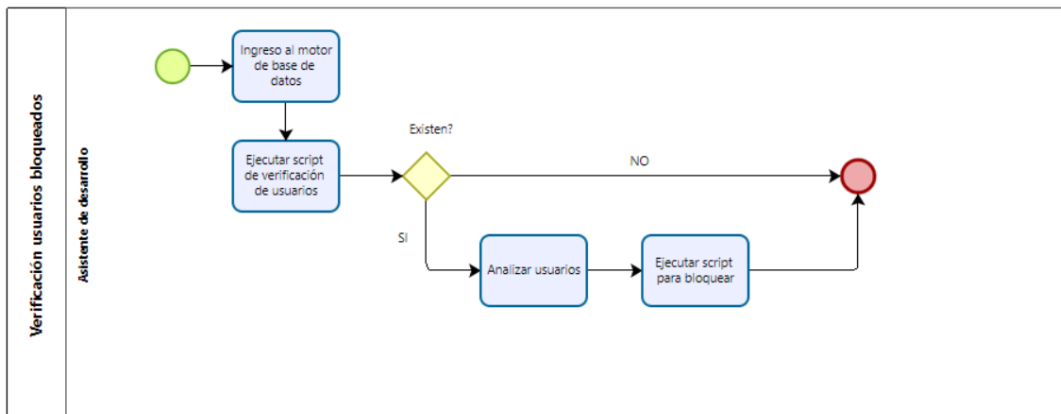 Verificación usuarios bloqueados
Asistente de desarrollo
Ingreso al motor
de base de
datos
Ejecutar script
de verificación
de usuarios
Existen?
NO
SI
Analizar usuarios
Ejecutar script
para bloquear